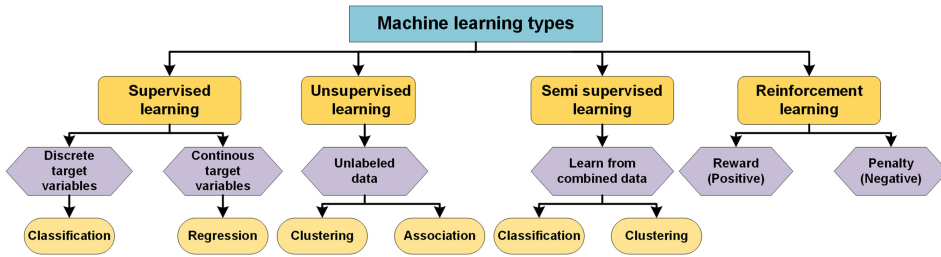 Machine learning types
Supervised
learning
Unsupervised
learning
Semi supervised
learning
Reinforcement
learning
Discrete
target
variables
Continous
target
variables
Unlabeled
data
Learn from
combined data
Reward
(Positive)
Penalty
(Negative)
Classification
Regression
Clustering
Association
Classification
Clustering